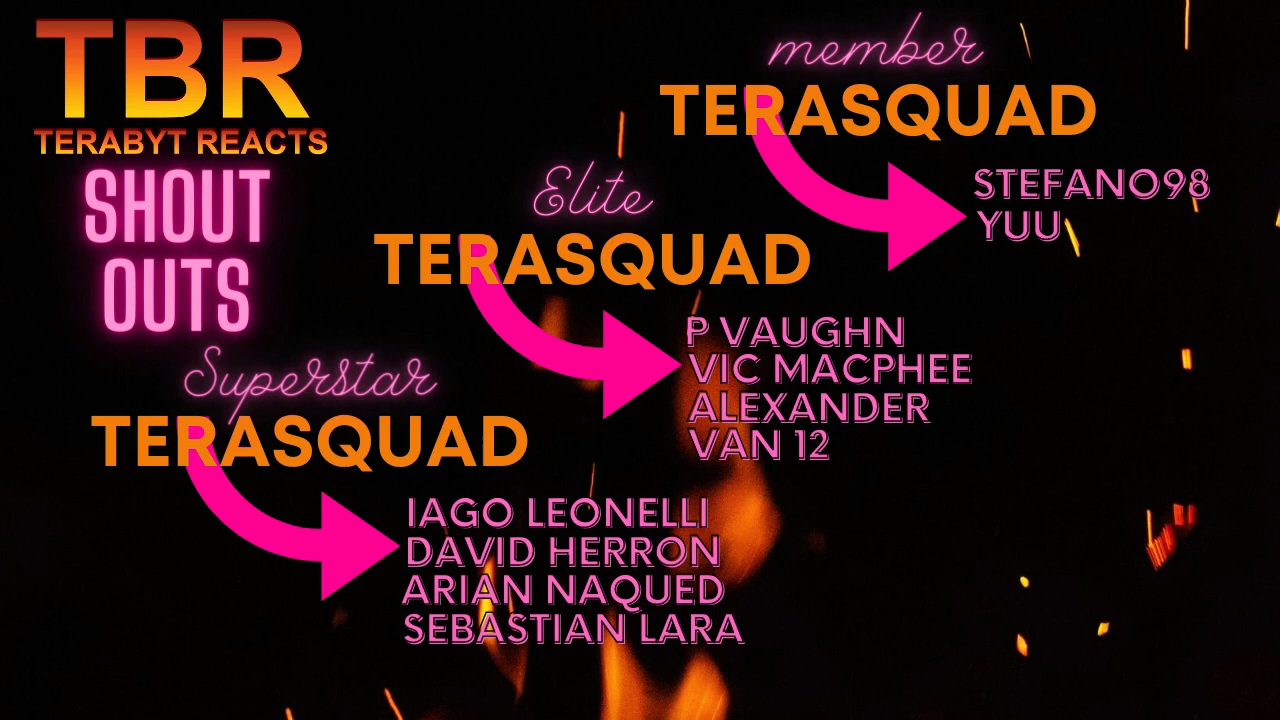 TBR
TERABYT REACTS
SHOUT
OUTS
member
TERASQUAD
STEFANO98
YUU
Elite
TERASQUAD
P VAUGHN
VIC MACPHEE
ALEXANDER
VAN 12
Superstar
TERASQUAD
IAGO LEONELLI
DAVID HERRON
ARIAN NAQUED
SEBASTIAN LARA